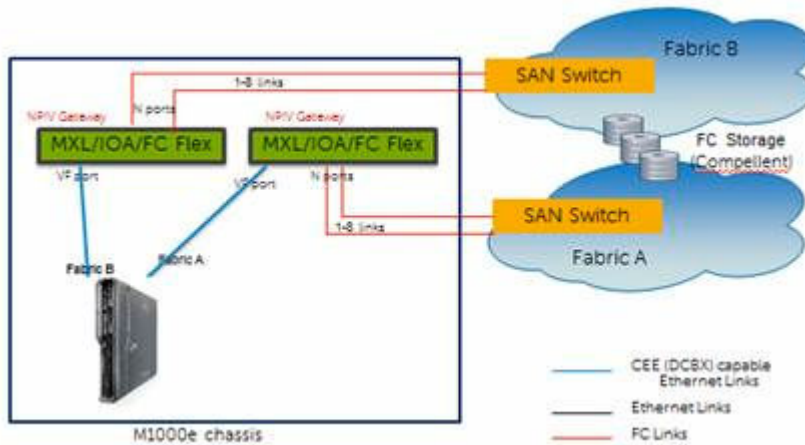 Fabric B
SAN Switch
1-8 links
N ports
NPIV Gateway
NPIV Gateway
MXL/IOA/FC Flex
MXL/IOA/FC Flex
FC Storage
(Compellent)
VF port
VF port
N ports
SAN Switch
1-8 links
Fabric A
Fabric B
Fabric A
CEE (DCBX) capable
Ethernet Links
Ethernet Links
FC Links
M1000e chassis